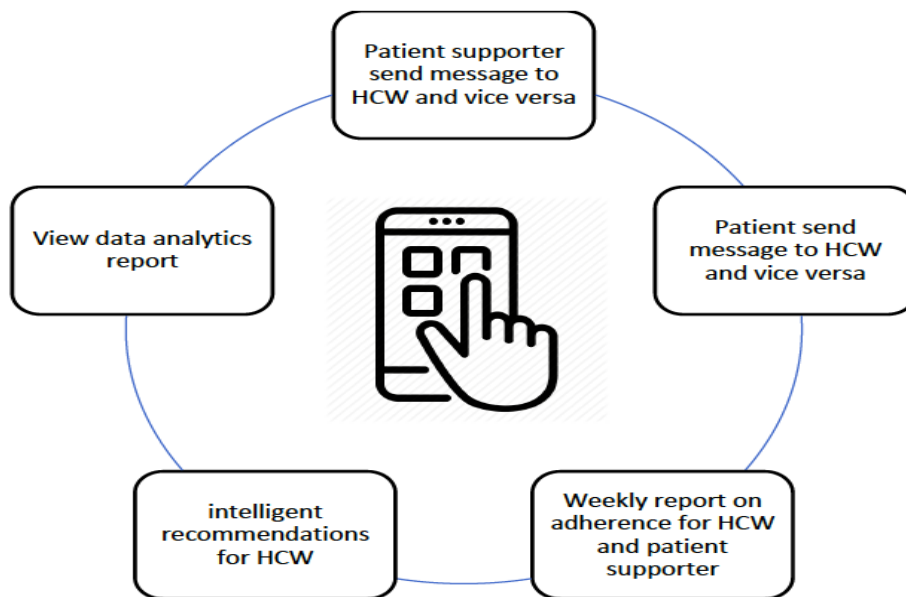 Patient supporter
send message to
HCW and vice versa
Patient send
message to HCW
and vice versa
Weekly report on
adherence for HCW
and patient
supporter
intelligent
recommendations
for HCW
View data analytics
report